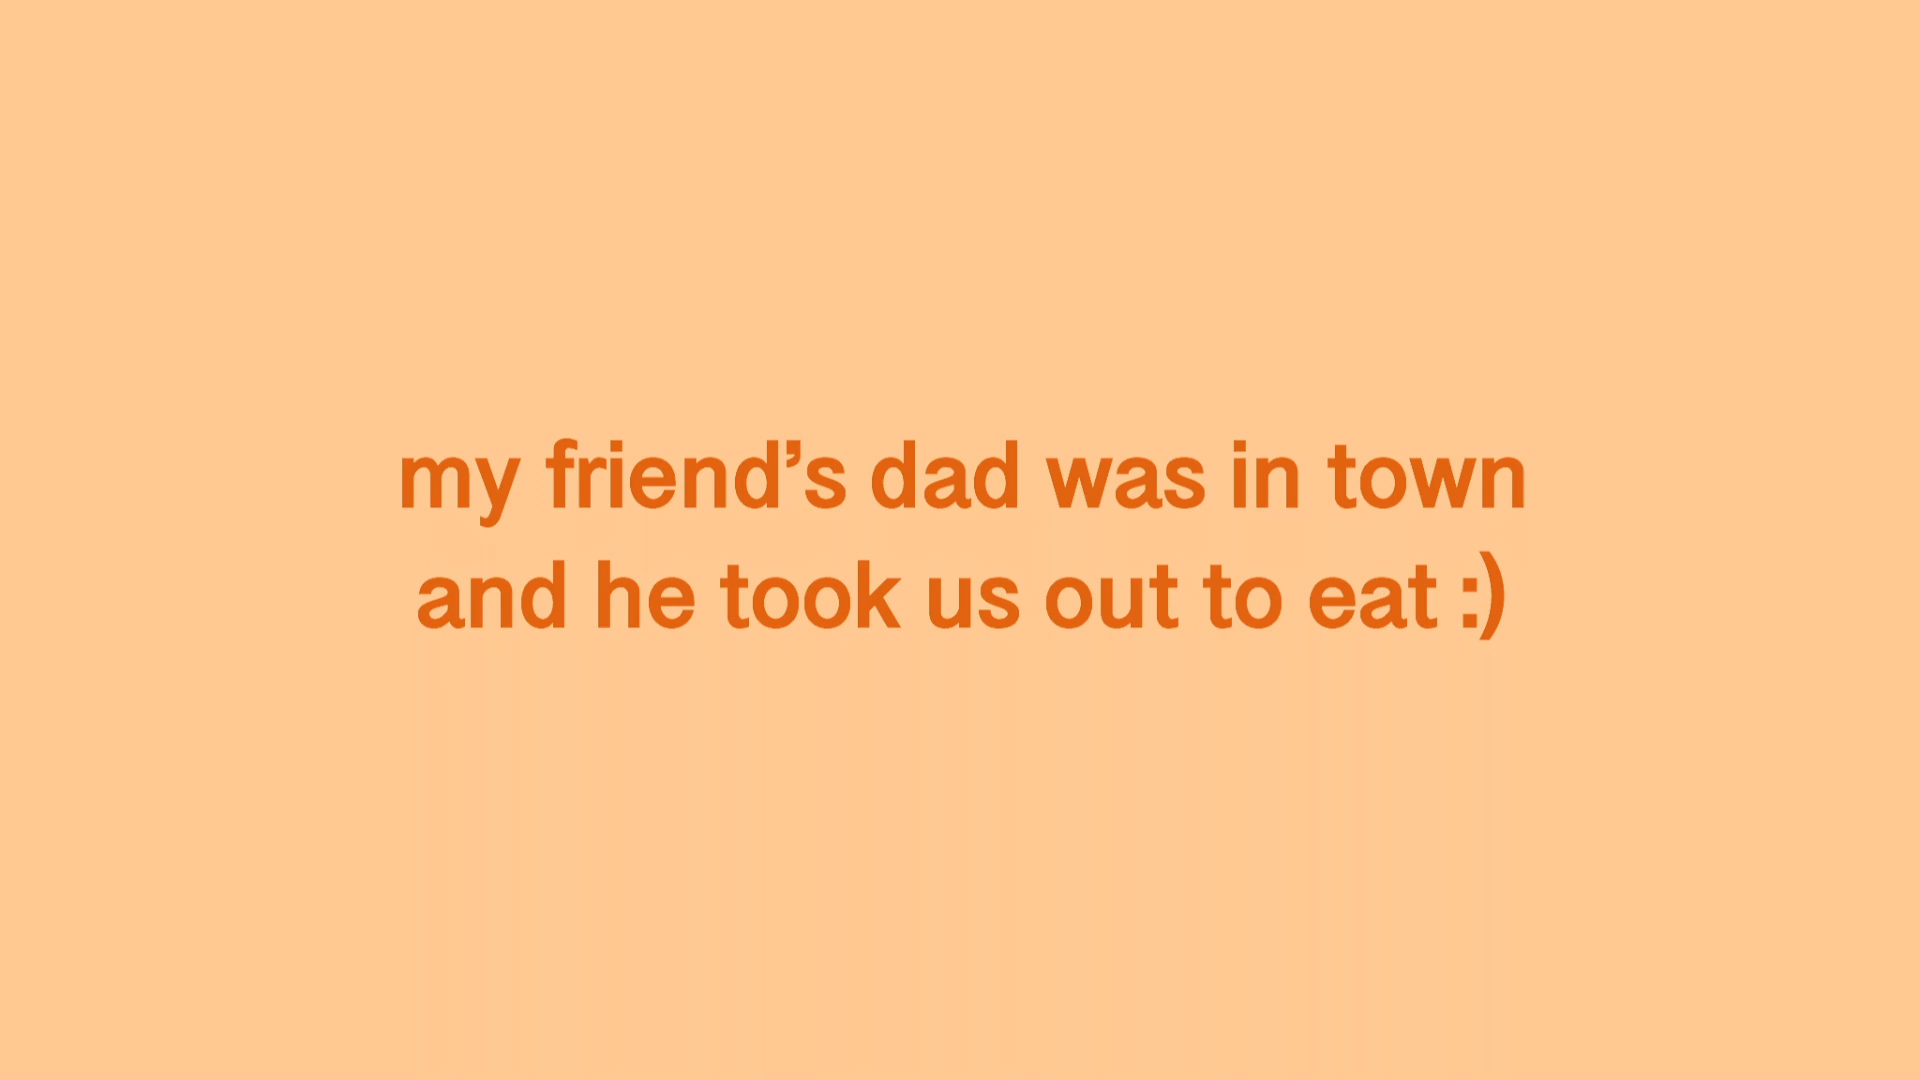 my friend’s dad was in town
and he took us out to eat :)